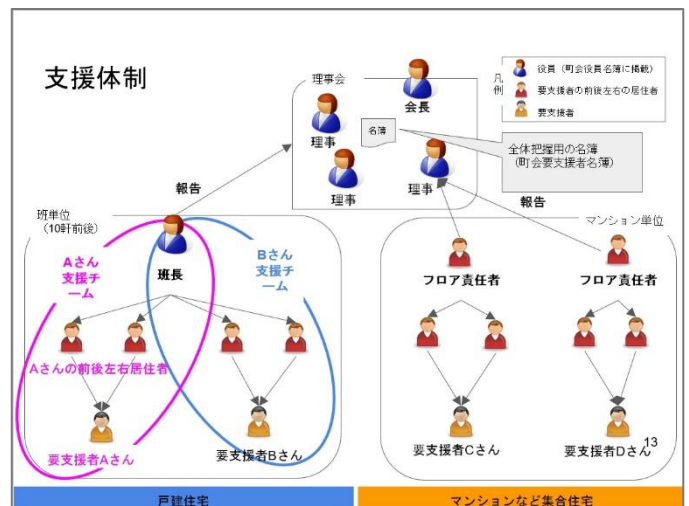 支援体制
理事会
会長
理事
名簿
理事
理事
凡例
役員（町会役員名簿に掲載）
要支援者の前後左右の居住者
要支援者
全体把握用の名簿
（町会要支援者名簿）
報告
報告
班単位
（10軒前後）
マンション単位
Aさん
支援チ
ーム
班長
Bさん
支援チ
ーム
フロア責任者
フロア責任者
Aさんの前後左右居住者
要支援者Aさん
要支援者Bさん
要支援者Cさん
要支援者Dさん
13
戸建住宅
マンションなど集合住宅